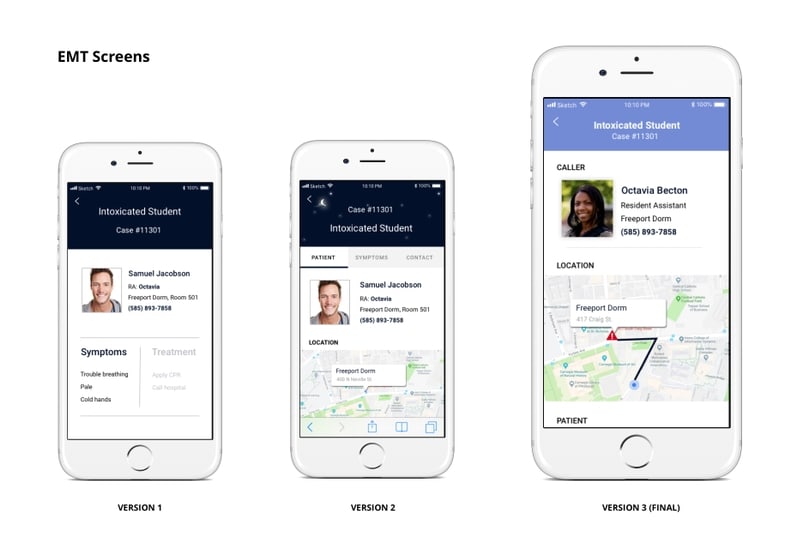 EMT Screens
Sketch 10:10 PM 100%
Intoxicated Student
Case #11301
Samuel Jacobson
RA: Octavia
Freeport Dorm, Room 501
(585) 893-7858
Symptoms Treatment
Trouble breathing Apply CPR
Pale Call hospital
Cold hands
VERSION 1
Sketch 10:10 PM 100%
Case #11301
Intoxicated Student
PATIENT SYMPTOMS CONTACT
Samuel Jacobson
RA: Octavia
Freeport Dorm, Room 501
(585) 893-7858
LOCATION
Freeport Dorm
VERSION 2
Sketch 10:10 PM 100%
Intoxicated Student
Case #11301
CALLER
Octavia Becton
Resident Assistant
Freeport Dorm
(585) 893-7858
LOCATION
Freeport Dorm
417 Craig St.
PATIENT
VERSION 3 (FINAL)